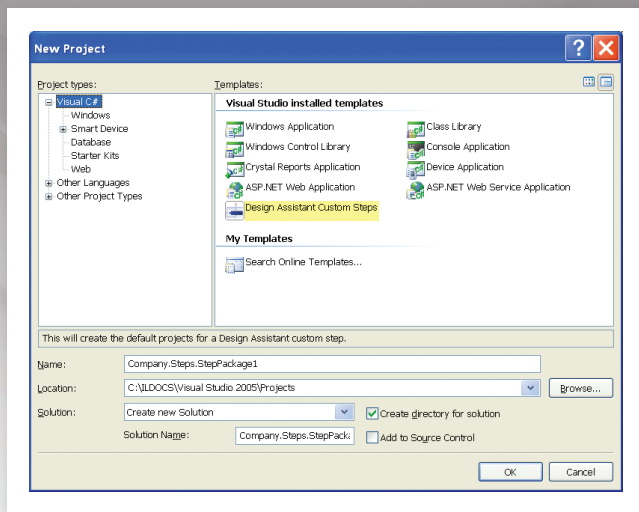 New Project
Project types:
Templates:
Visual C#
Windows
Smart Device
Database
Starter Kits
Web
Other Languages
Other Project Types
Visual Studio installed templates
Windows Application
Class Library
Windows Control Library
Console Application
Crystal Reports Application
Device Application
ASP.NET Web Application
ASP.NET Web Service Application
Design Assistant Custom Steps
My Templates
Search Online Templates...
This will create the default projects for a Design Assistant custom step.
Name:
Company.Steps.StepPackage1
Location:
C:\ILDOCS\Visual Studio 2005\Projects
Browse...
Solution:
Create new Solution
Create directory for solution
Solution Name:
Company.Steps.StepPacka
Add to Source Control
OK
Cancel